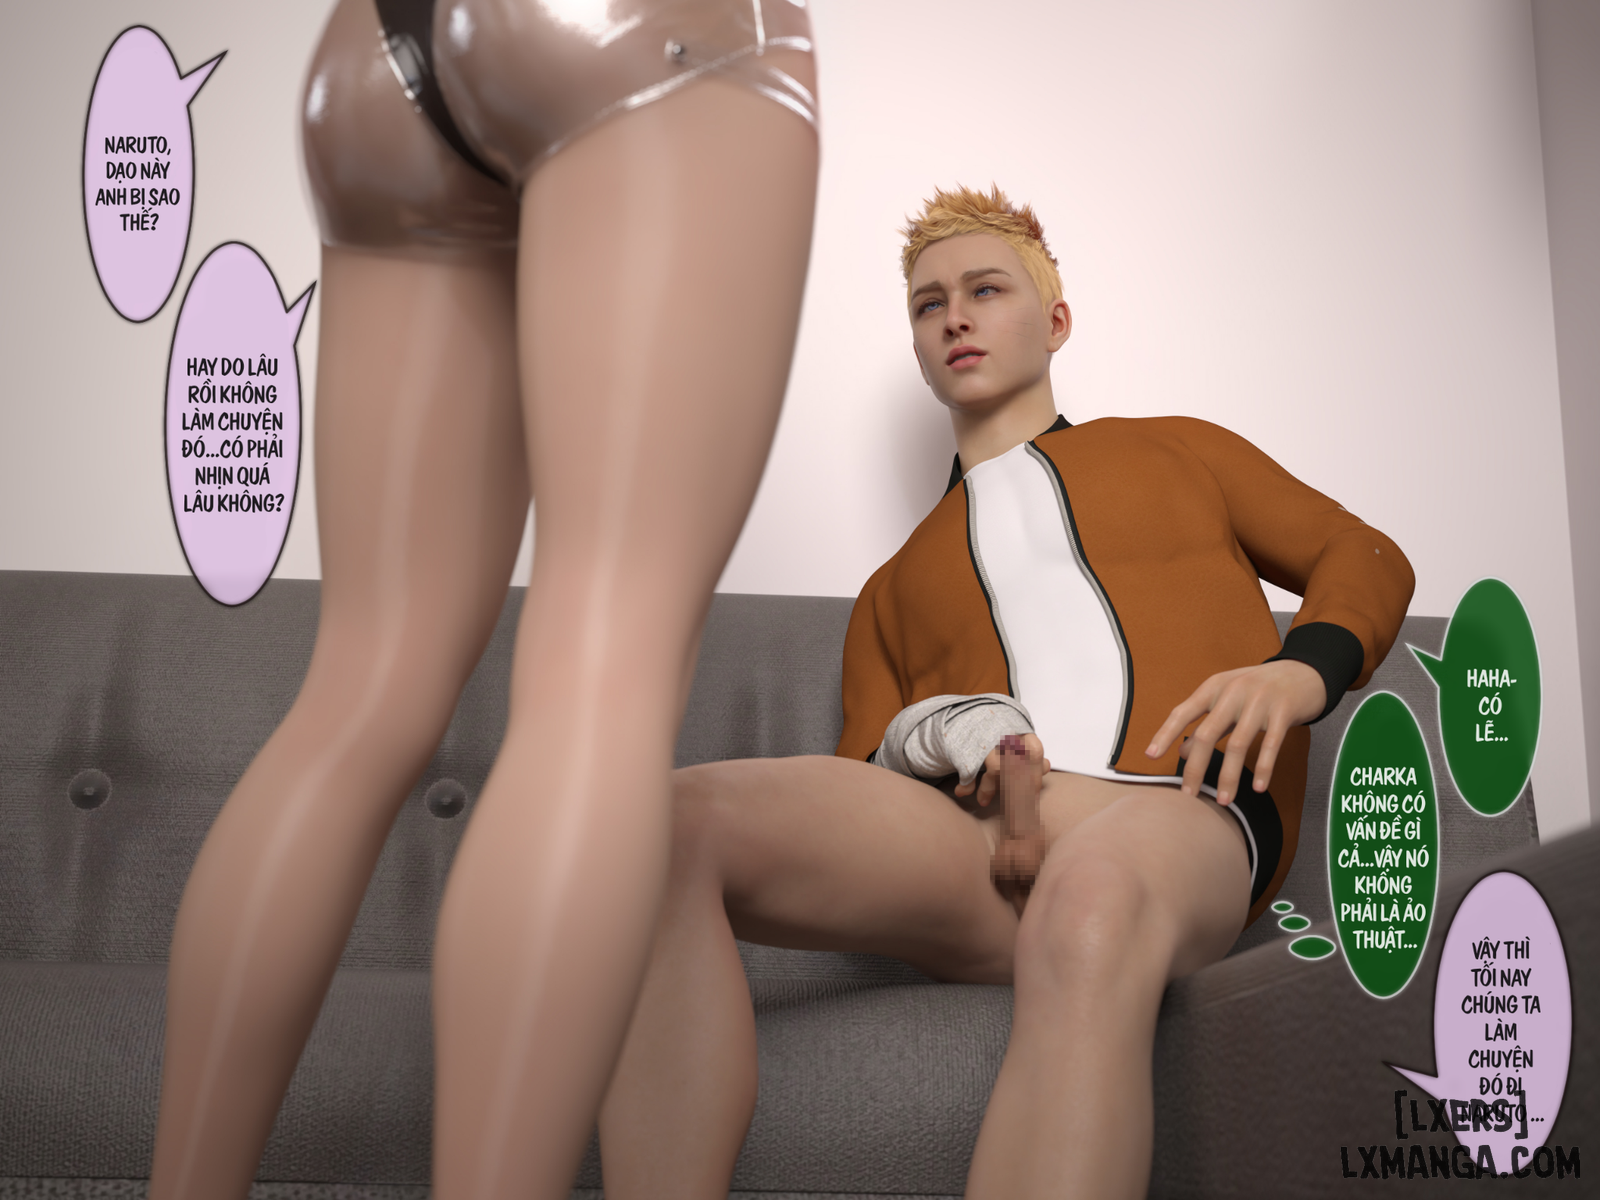 NARUTO,
DẠO NÀY
ANH BỊ SAO
THẾ?
HAY DO LÂU
RỒI KHÔNG
LÀM CHUYỆN
ĐÓ...CÓ PHẢI
NHỊN QUÁ
LÂU KHÔNG?
HAHA-
CÓ
LẼ...
CHARKA
KHÔNG CÓ
VẤN ĐỀ GÌ
CẢ...VẬY NÓ
KHÔNG
PHẢI LÀ ẢO
THUẬT...
VẬY THÌ
TỐI NAY
CHÚNG TA
LÀM
CHUYỆN
ĐÓ ĐI
NARUTO...
[LXERS]
LXMANGA.COM